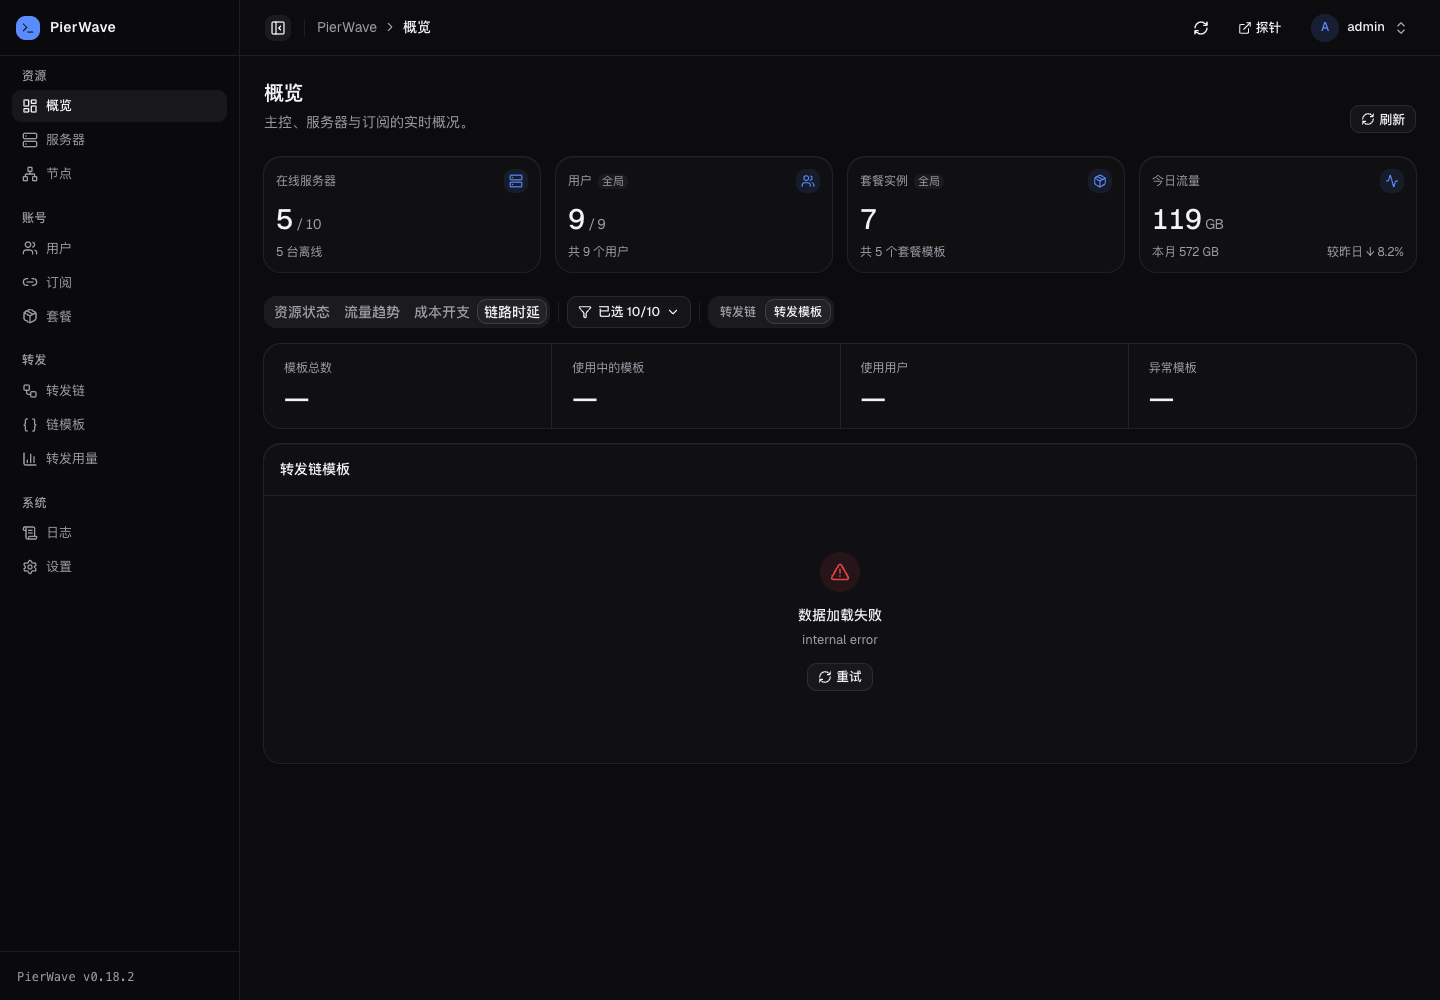 PierWave
资源
概览
服务器
节点
账号
用户
订阅
套餐
转发
转发链
链模板
转发用量
系统
日志
设置
PierWave v0.18.2
PierWave > 概览
探针
A admin
概览
主控、服务器与订阅的实时概况。
刷新
在线服务器
5 / 10
5 台离线
用户 全局
9 / 9
共 9 个用户
套餐实例 全局
7
共 5 个套餐模板
今日流量
119 GB
本月 572 GB 较昨日 ↓ 8.2%
资源状态 流量趋势 成本开支 链路时延 已选 10/10 转发链 转发模板
模板总数
—
使用中的模板
—
使用用户
—
异常模板
—
转发链模板
数据加载失败
internal error
重试